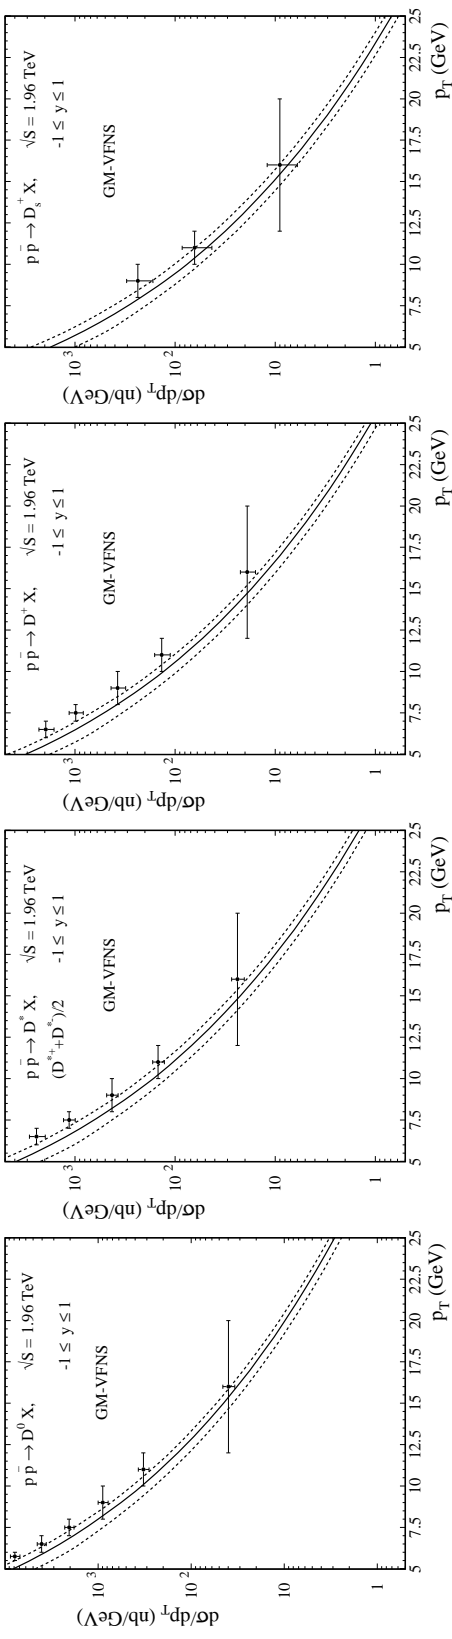 dσ/dp_T (nb/GeV)
p p̄ → D⁰ X, √S = 1.96 TeV
-1 ≤ y ≤ 1
GM-VFNS
10³
10²
10
1
5 7.5 10 12.5 15 17.5 20 22.5 25
p_T (GeV)
dσ/dp_T (nb/GeV)
p p̄ → D* X, √S = 1.96 TeV
(D*⁺+D*⁻)/2 -1 ≤ y ≤ 1
GM-VFNS
10³
10²
10
1
5 7.5 10 12.5 15 17.5 20 22.5 25
p_T (GeV)
dσ/dp_T (nb/GeV)
p p̄ → D⁺ X, √S = 1.96 TeV
-1 ≤ y ≤ 1
GM-VFNS
10³
10²
10
1
5 7.5 10 12.5 15 17.5 20 22.5 25
p_T (GeV)
dσ/dp_T (nb/GeV)
p p̄ → D_s⁺ X, √S = 1.96 TeV
-1 ≤ y ≤ 1
GM-VFNS
10³
10²
10
1
5 7.5 10 12.5 15 17.5 20 22.5 25
p_T (GeV)